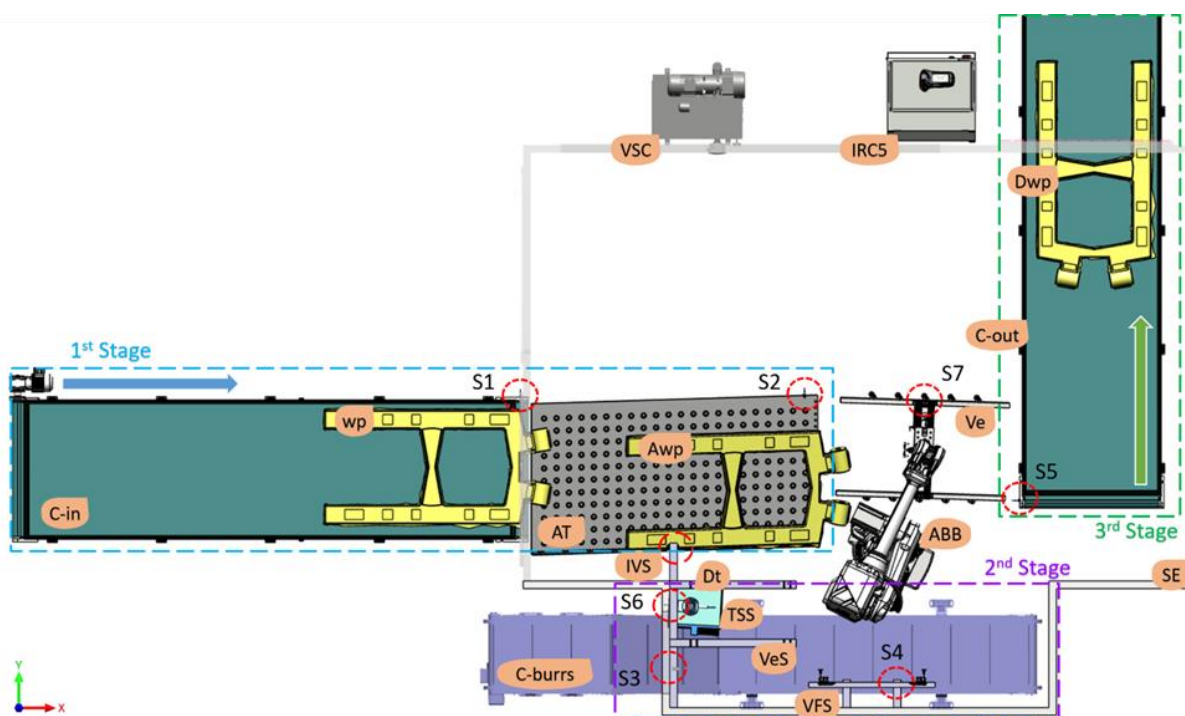 VSC
IRC5
Dwp
C-out
1st Stage
S1
S2
S7
wp
Awp
Ve
S5
C-in
AT
ABB
3rd Stage
IVS
Dt
2nd Stage
SE
S6
TSS
VeS
S4
C-burrs
S3
VFS
Y
X